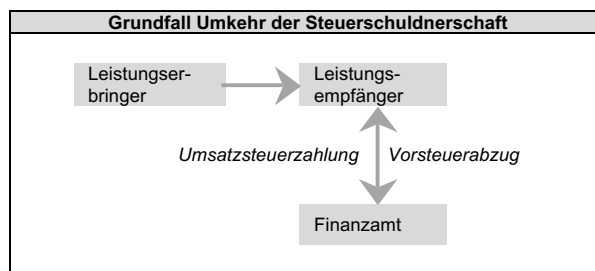 Grundfall Umkehr der Steuerschuldnerschaft
Leistungser-
bringer
Leistungs-
empfänger
Umsatzsteuerzahlung
Vorsteuerabzug
Finanzamt